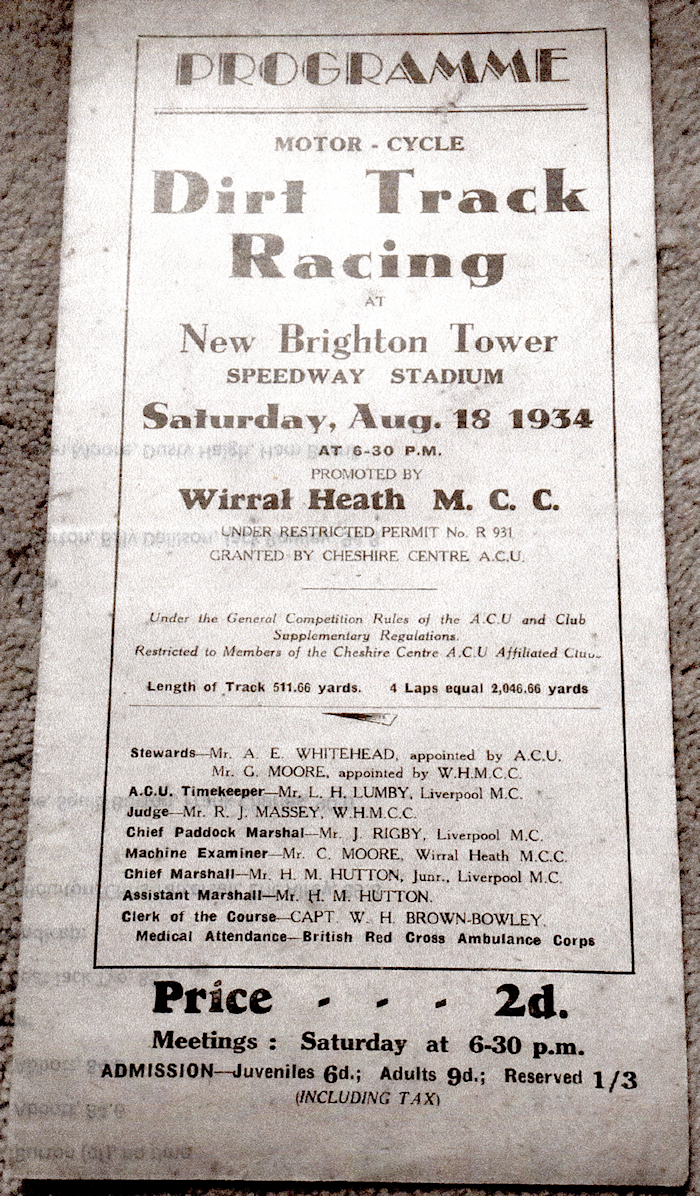 PROGRAMME
MOTOR - CYCLE
Dirt Track
Racing
AT
New Brighton Tower
SPEEDWAY STADIUM
Saturday, Aug. 18 1934
AT 6-30 P.M.
PROMOTED BY
Wirral Heath M. C. C.
UNDER RESTRICTED PERMIT No. R 931
GRANTED BY CHESHIRE CENTRE A.C.U.
Under the General Competition Rules of the A.C.U and Club
Supplementary Regulations.
Restricted to Members of the Cheshire Centre A.C.U Affiliated
Length of Track 511.66 yards. 4 Laps equal 2,046.66 yards
Stewards—Mr. A. E. WHITEHEAD, appointed by A.C.U.
Mr. G. MOORE, appointed by W.H.M.C.C.
A.C.U. Timekeeper—Mr. L. H. LUMBY, Liverpool M.C.
Judge—Mr. R. J. MASSEY, W.H.M.C.C.
Chief Paddock Marshal—Mr. J. RIGBY, Liverpool M.C.
Machine Examiner—Mr. C. MOORE, Wirral Heath M.C.C.
Chief Marshall—Mr. H. M. HUTTON, Junr., Liverpool M.C.
Assistant Marshall—Mr. H. M. HUTTON.
Clerk of the Course—CAPT. W. H. BROWN-BOWLEY.
Medical Attendance—British Red Cross Ambulance Corps
Price - - - 2d.
Meetings : Saturday at 6-30 p.m.
ADMISSION—Juveniles 6d.; Adults 9d.; Reserved 1/3
(INCLUDING TAX)